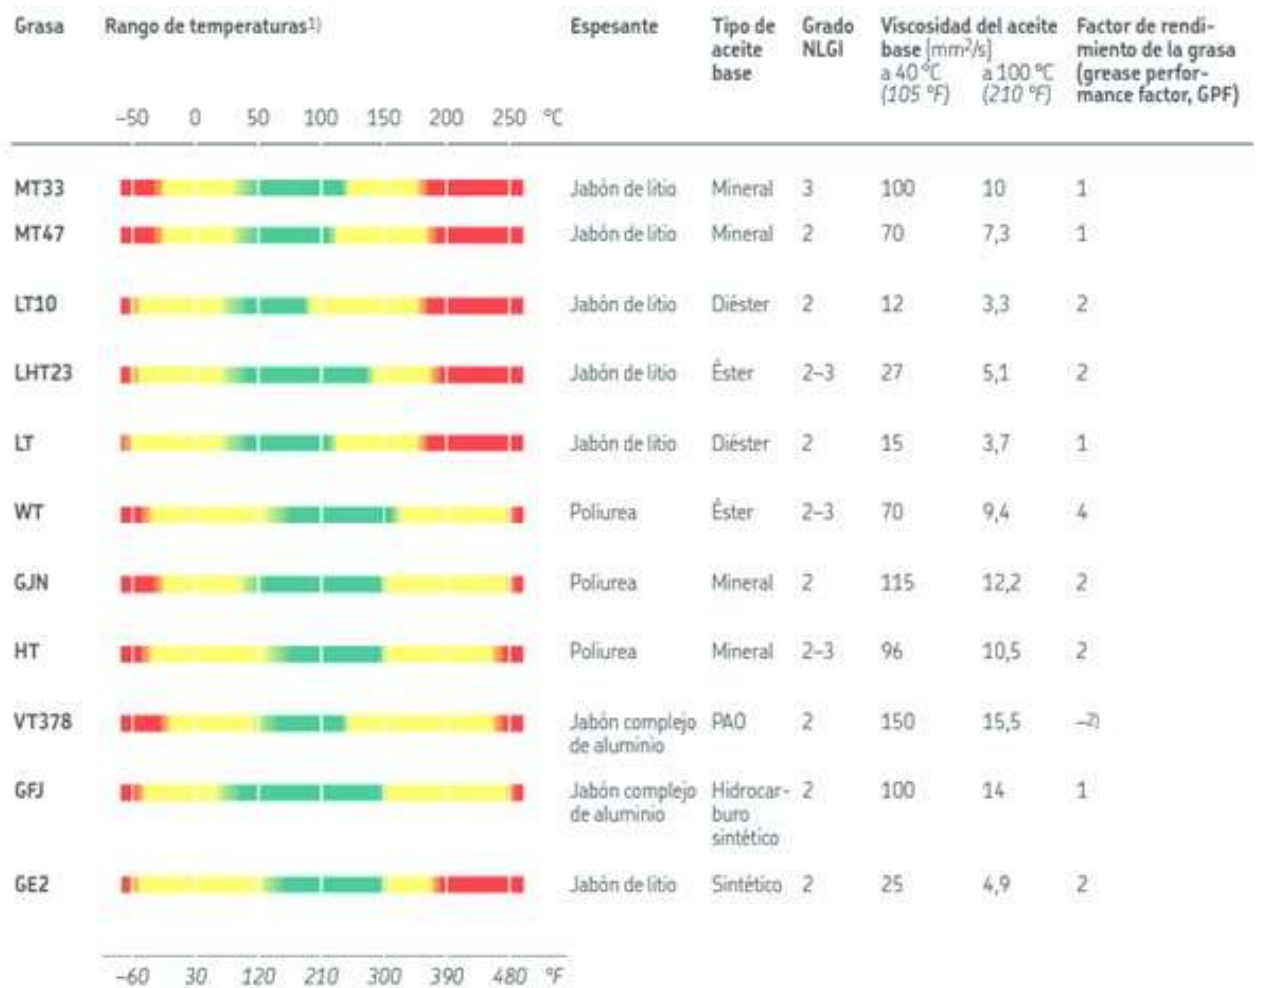 Grasa Rango de temperaturas1) Espesante Tipo de Grado Viscosidad del aceite Factor de rendi-
aceite NLGI base [mm²/s] miento de la grasa
base a 40 °C a 100 °C (grease perfor-
(105 °F) (210 °F) mance factor, GPF)
–50 0 50 100 150 200 250 °C
MT33 Jabón de litio Mineral 3 100 10 1
MT47 Jabón de litio Mineral 2 70 7,3 1
LT10 Jabón de litio Diéster 2 12 3,3 2
LHT23 Jabón de litio Éster 2–3 27 5,1 2
LT Jabón de litio Diéster 2 15 3,7 1
WT Poliurea Éster 2–3 70 9,4 4
GJN Poliurea Mineral 2 115 12,2 2
HT Poliurea Mineral 2–3 96 10,5 2
VT378 Jabón complejo PAO 2 150 15,5 –2)
de aluminio
GFJ Jabón complejo Hidrocar- 2 100 14 1
de aluminio buro
sintético
GE2 Jabón de litio Sintético 2 25 4,9 2
–60 30 120 210 300 390 480 °F